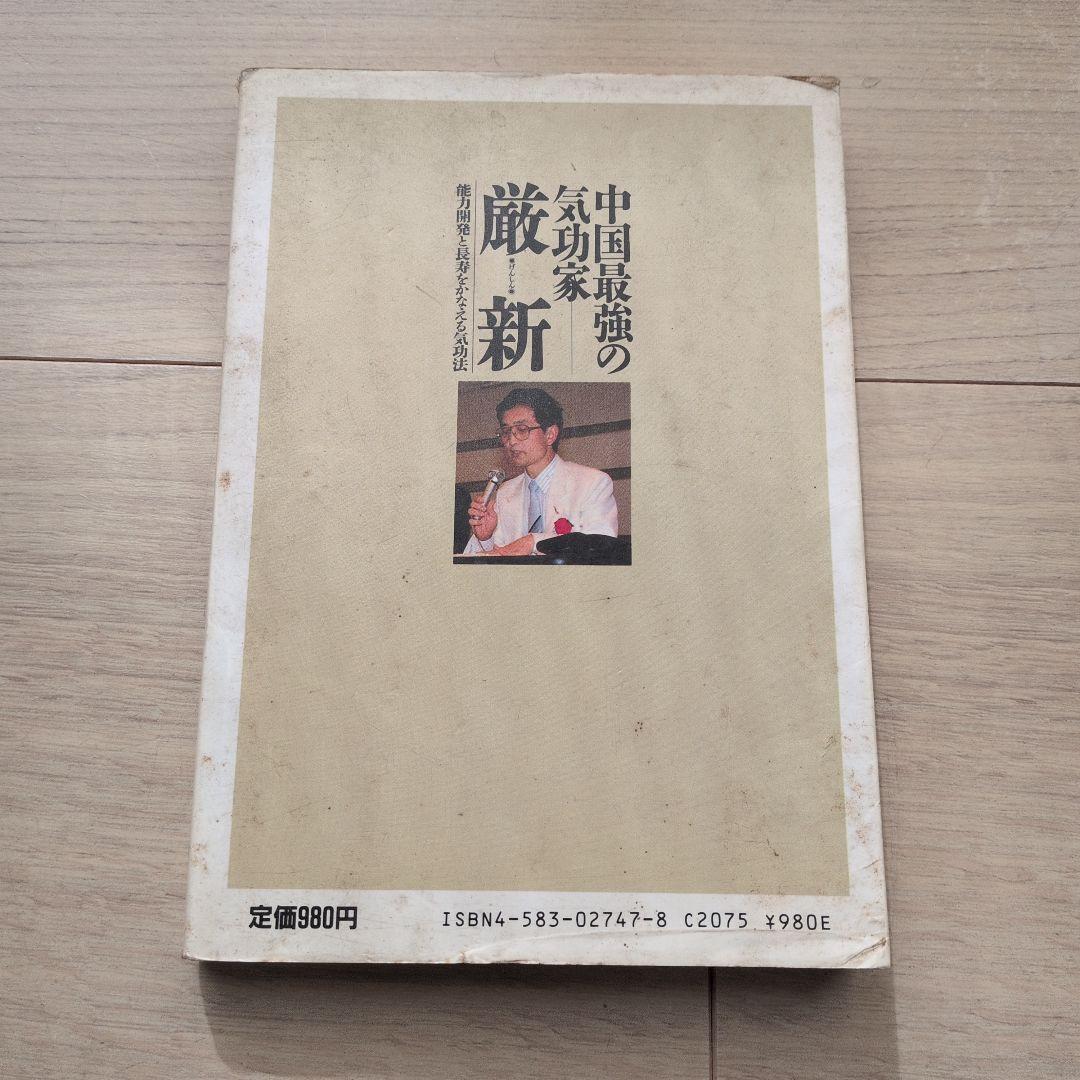 中国最強の
気功家
厳新
げんしん
能力開発と長寿をかなえる気功法
定価980円
ISBN4-583-02747-8 C2075 ¥980E